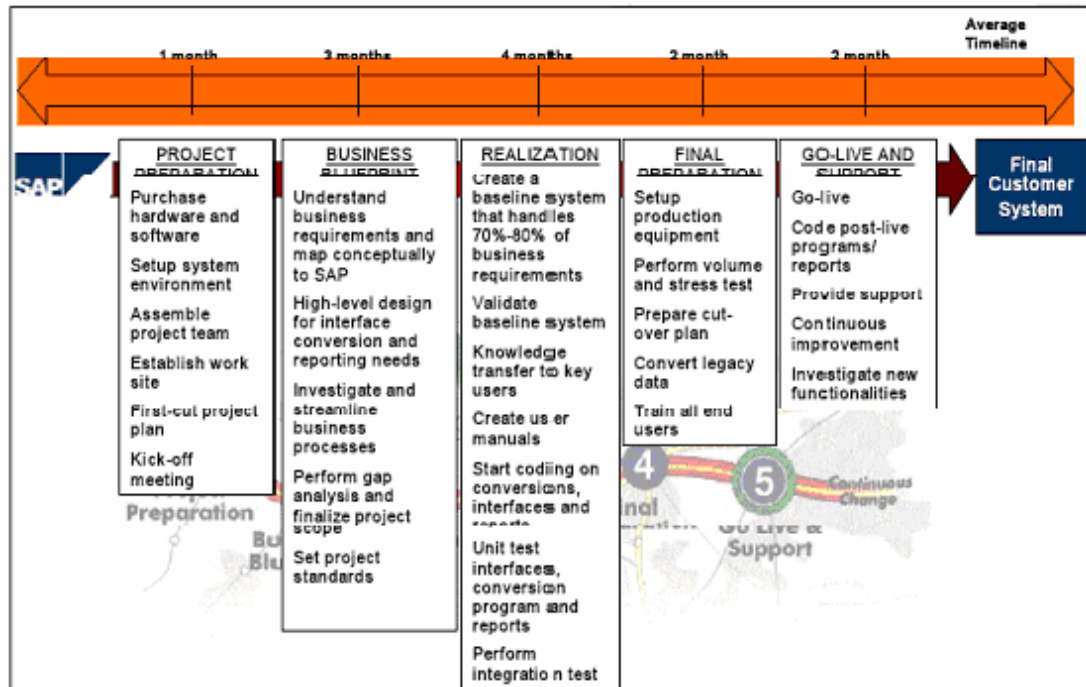 Average
Timeline
1 month
3 months
4 months
2 month
2 month
SAP
PROJECT
PREPARATION
Purchase
hardware and
software
Setup system
environment
Assemble
project team
Establish work
site
First-cut project
plan
Kick-off
meeting
BUSINESS
BLUEPRINT
Understand
business
requirements and
map conceptually
to SAP
High-level design
for interface
conversion and
reporting needs
Investigate and
streamline
business
processes
Perform gap
analysis and
finalize project
scope
Set project
standards
REALIZATION
Create a
baseline system
that handles
70%-80% of
business
requirements
Validate
baseline system
Knowledge
transfer to key
users
Create user
manuals
Start coding on
conversions,
interfaces and
reports
Unit test
interfaces,
conversion
program and
reports
Perform
integration test
FINAL
PREPARATION
Setup
production
equipment
Perform volume
and stress test
Prepare cut-
over plan
Convert legacy
data
Train all end
users
GO-LIVE AND
SUPPORT
Go-live
Code post-live
programs/
reports
Provide support
Continuous
improvement
Investigate new
functionalities
Final
Customer
System
Preparation
4
5
Continuous
Change
Go Live &
Support